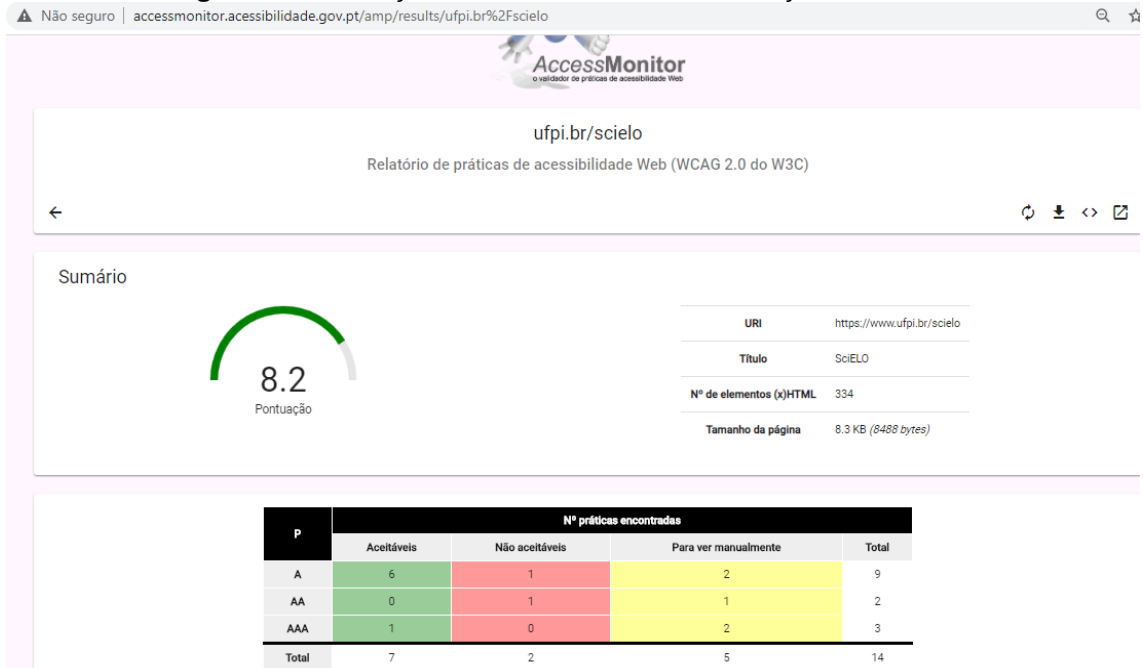 Não seguro | accessmonitor.acessibilidade.gov.pt/amp/results/ufpi.br%2Fscielo
AccessMonitor
o validador de práticas de acessibilidade Web
ufpi.br/scielo
Relatório de práticas de acessibilidade Web (WCAG 2.0 do W3C)
Sumário
8.2
Pontuação
URI https://www.ufpi.br/scielo
Título SciELO
Nº de elementos (x)HTML 334
Tamanho da página 8.3 KB (8488 bytes)
P Nº práticas encontradas
Aceitáveis Não aceitáveis Para ver manualmente Total
A 6 1 2 9
AA 0 1 1 2
AAA 1 0 2 3
Total 7 2 5 14